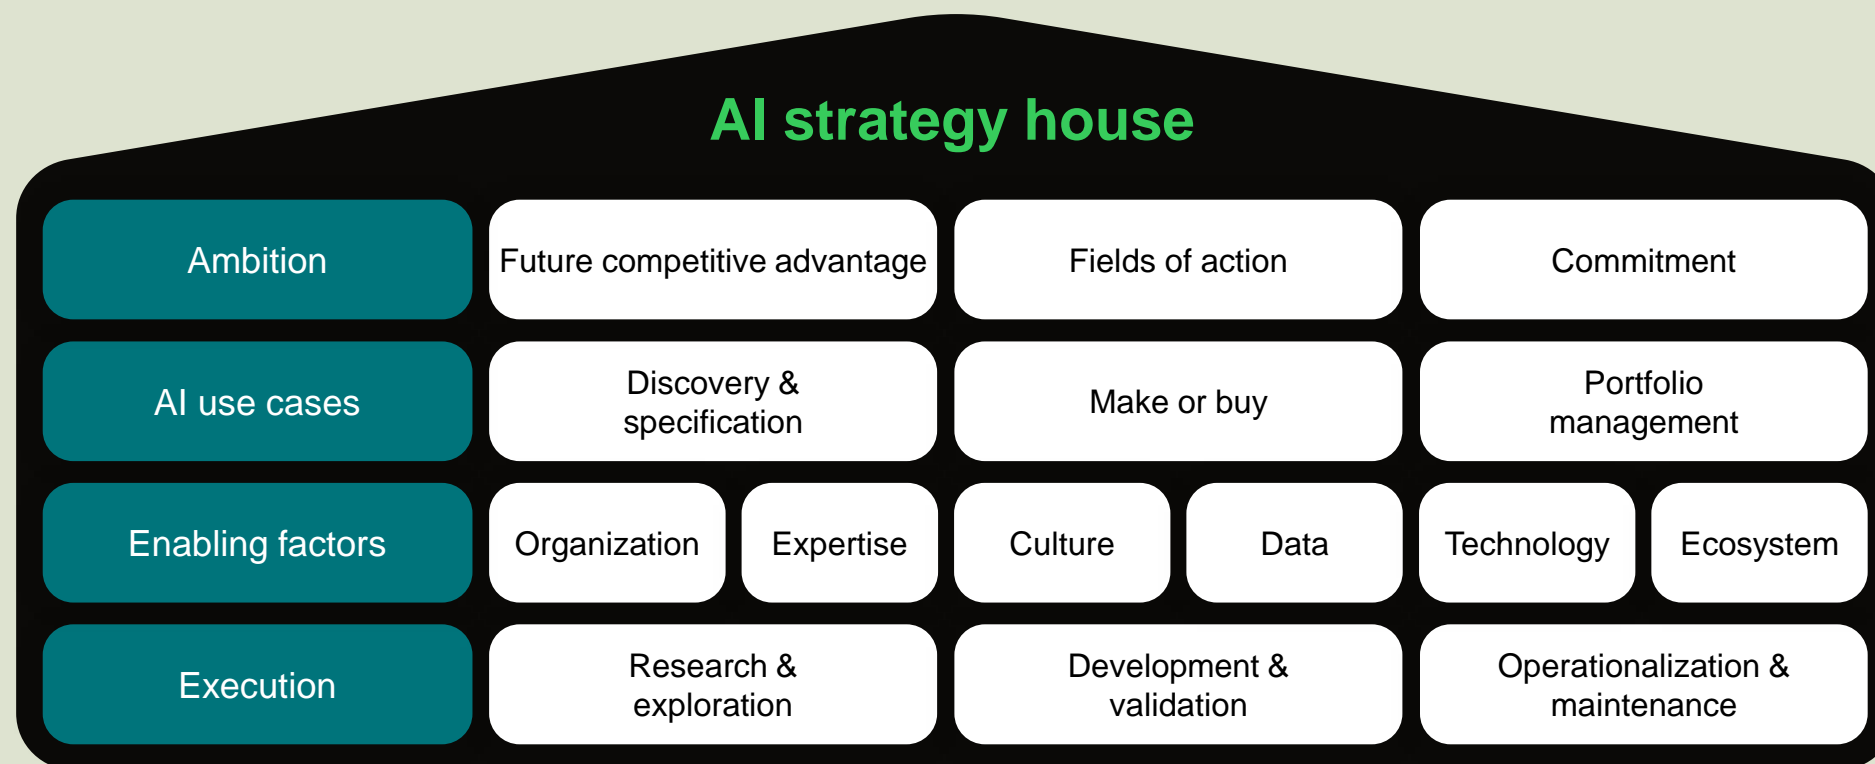 AI strategy house
Ambition
Future competitive advantage
Fields of action
Commitment
AI use cases
Discovery &
specification
Make or buy
Portfolio
management
Enabling factors
Organization
Expertise
Culture
Data
Technology
Ecosystem
Execution
Research &
exploration
Development &
validation
Operationalization &
maintenance